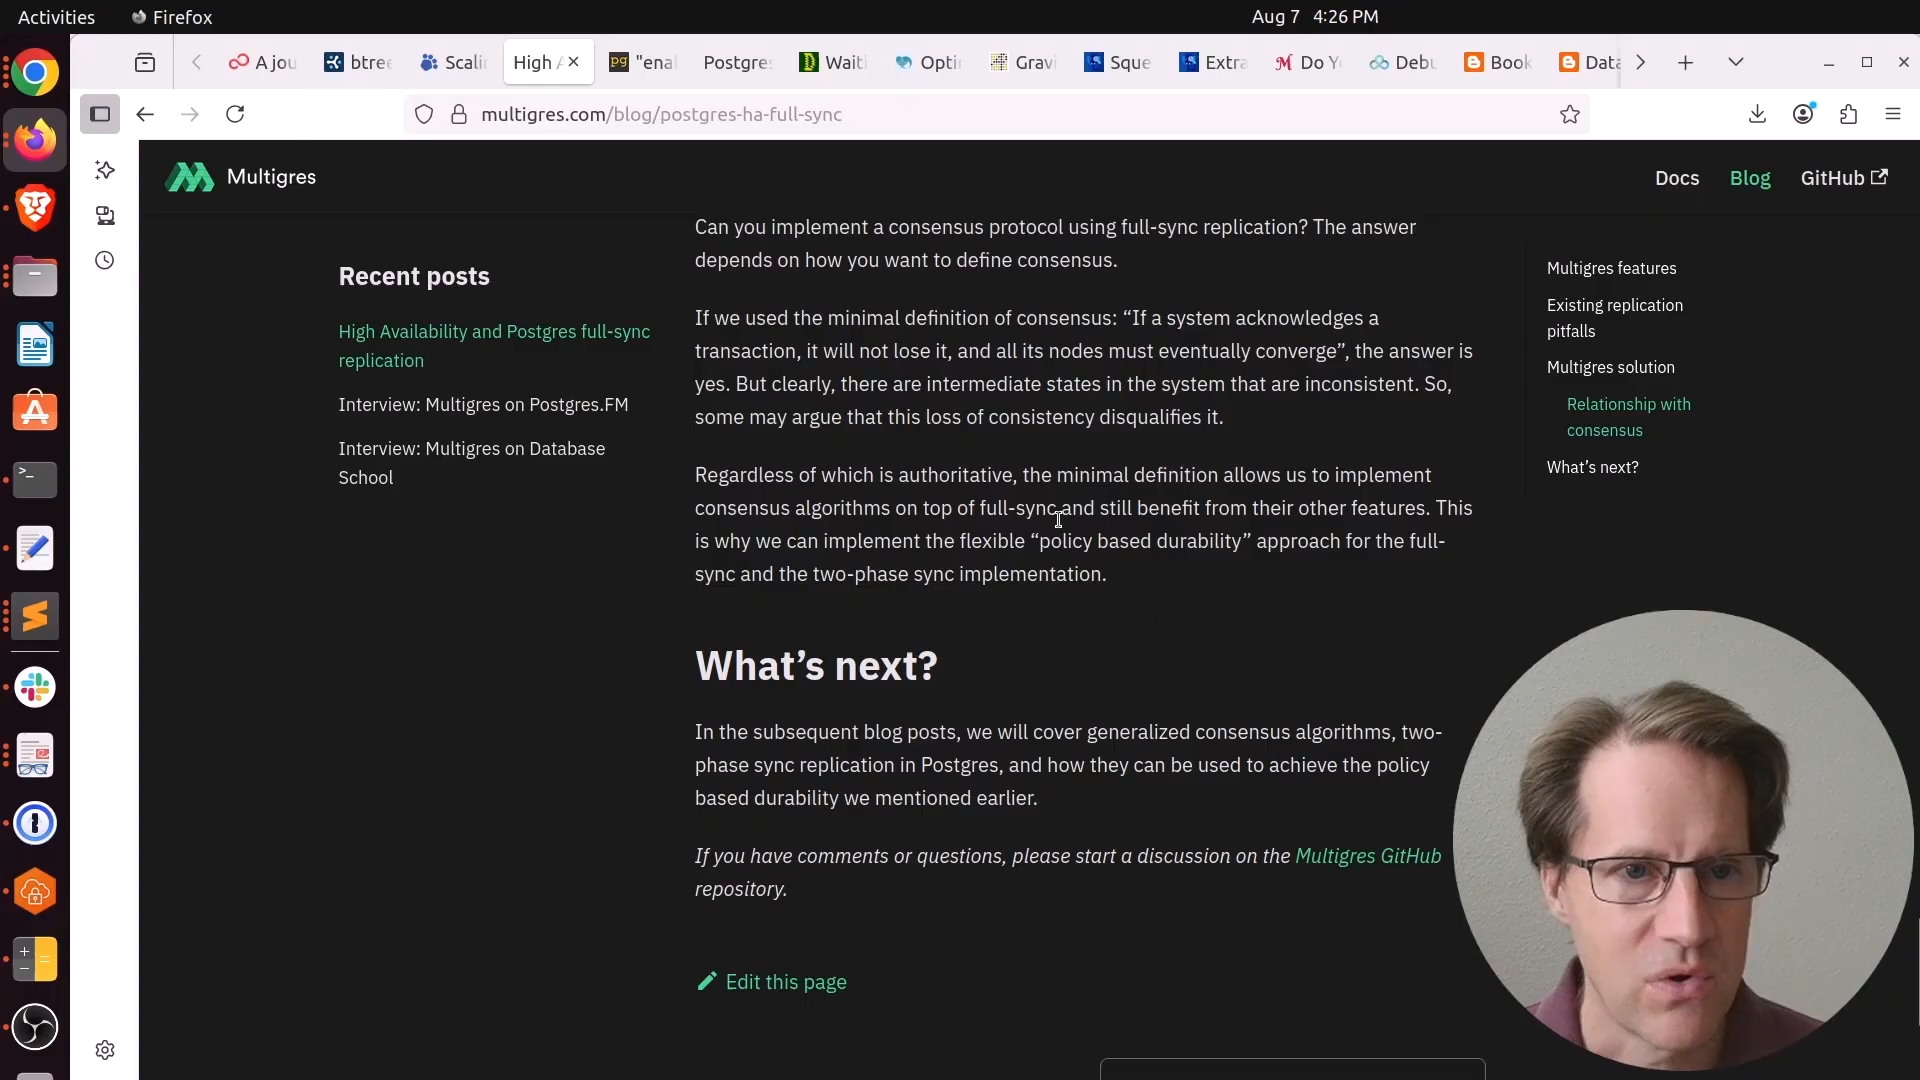 Activities
Firefox
Aug 7 4:26 PM
A jou
btree
Scalin
High A
"enal
Postgres
Waiti
Optin
Gravi
Sque
Extra
Do Yo
Debu
Book
Data
multigres.com/blog/postgres-ha-full-sync
Multigres
Docs
Blog
GitHub
Recent posts
High Availability and Postgres full-sync
replication
Interview: Multigres on Postgres.FM
Interview: Multigres on Database
School
Can you implement a consensus protocol using full-sync replication? The answer
depends on how you want to define consensus.
If we used the minimal definition of consensus: “If a system acknowledges a
transaction, it will not lose it, and all its nodes must eventually converge”, the answer is
yes. But clearly, there are intermediate states in the system that are inconsistent. So,
some may argue that this loss of consistency disqualifies it.
Regardless of which is authoritative, the minimal definition allows us to implement
consensus algorithms on top of full-sync and still benefit from their other features. This
is why we can implement the flexible “policy based durability” approach for the full-
sync and the two-phase sync implementation.
What’s next?
In the subsequent blog posts, we will cover generalized consensus algorithms, two-
phase sync replication in Postgres, and how they can be used to achieve the policy
based durability we mentioned earlier.
If you have comments or questions, please start a discussion on the Multigres GitHub
repository.
Edit this page
Multigres features
Existing replication
pitfalls
Multigres solution
Relationship with
consensus
What’s next?